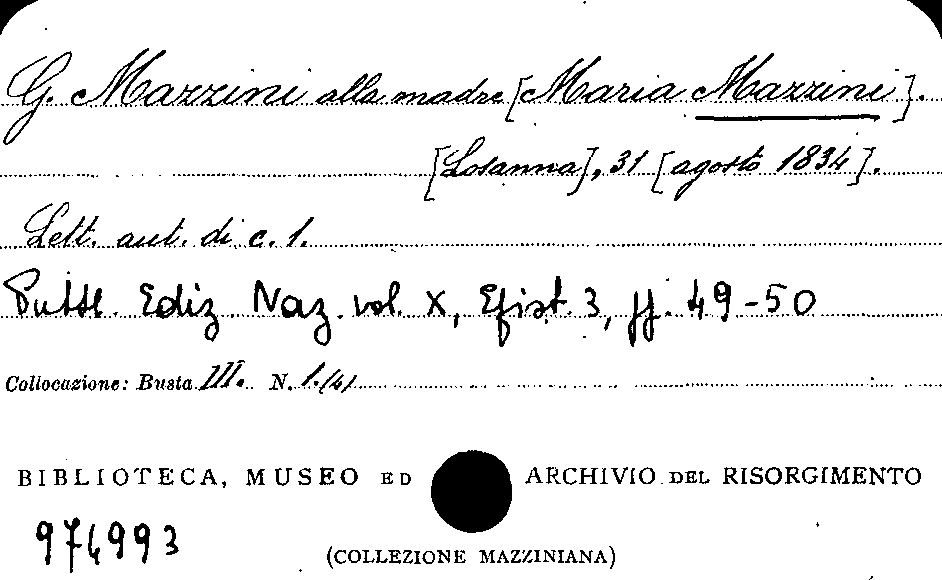 G. Mazzini alla madre [Maria Mazzini].
[Losanna], 31 [agosto 1834].
Lett. aut. di c. 1.
Pubbl. Ediz. Naz. vol. X, Epist. 3, pp. 49-50
Collocazione: Busta III. N. 1.(4)
BIBLIOTECA, MUSEO ED ARCHIVIO DEL RISORGIMENTO
974993
(COLLEZIONE MAZZINIANA)